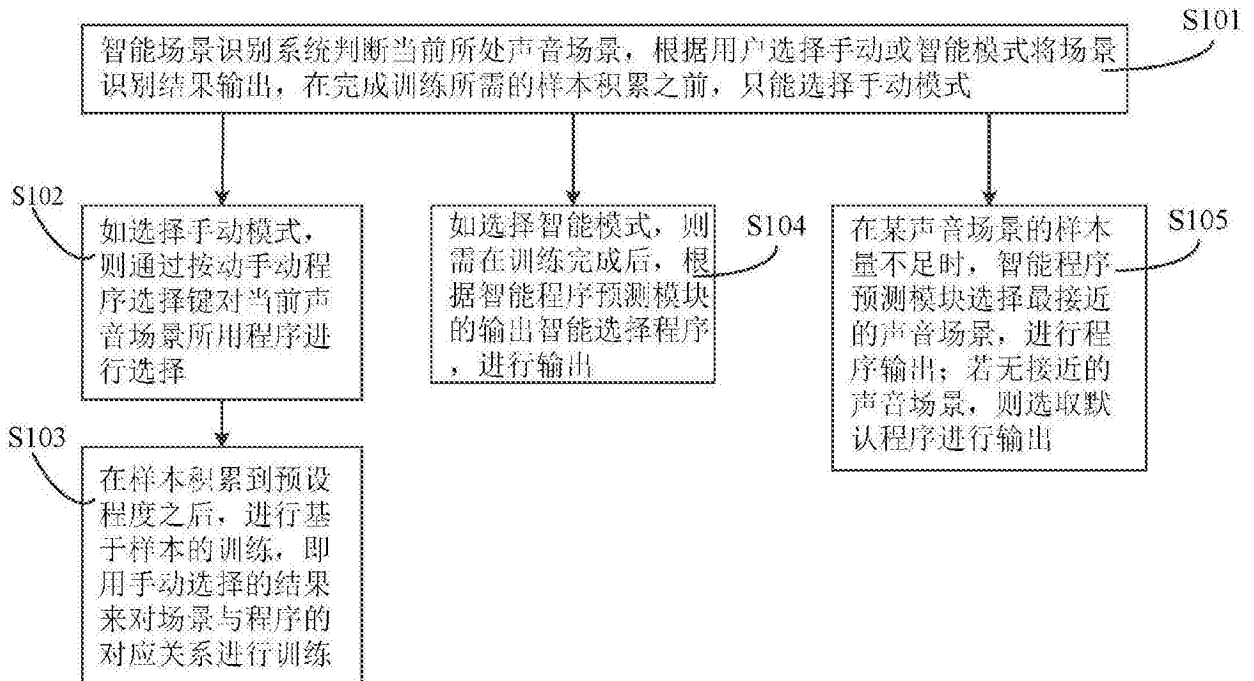 S101
智能场景识别系统判断当前所处声音场景，根据用户选择手动或智能模式将场景
识别结果输出，在完成训练所需的样本积累之前，只能选择手动模式
S102
如选择手动模式，
则通过按动手动程
序选择键对当前声
音场景所用程序进
行选择
S103
在样本积累到预设
程度之后，进行基
于样本的训练，即
用手动选择的结果
来对场景与程序的
对应关系进行训练
S104
如选择智能模式，则
需在训练完成后，根
据智能程序预测模块
的输出智能选择程序
，进行输出
S105
在某声音场景的样本
量不足时，智能程序
预测模块选择最接近
的声音场景，进行程
序输出；若无接近的
声音场景，则选取默
认程序进行输出